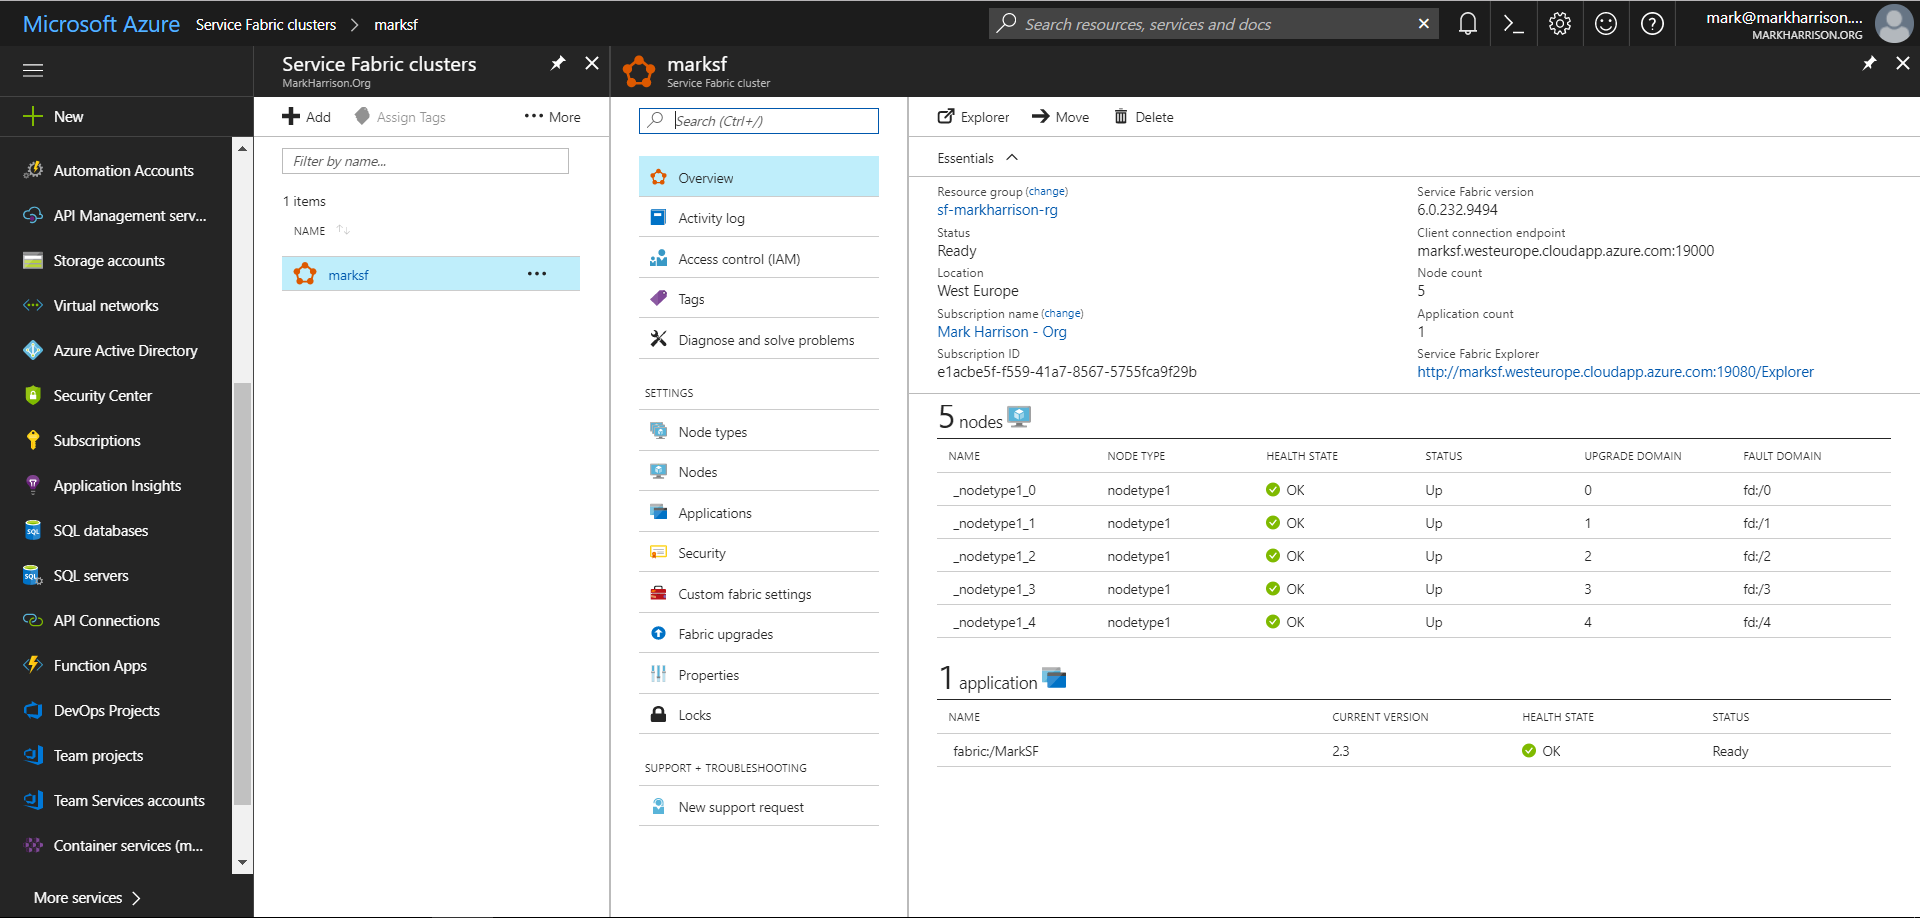 Microsoft Azure Service Fabric clusters > marksf
Search resources, services and docs
mark@markharrison....
MARKHARRISON.ORG
New
Automation Accounts
API Management serv...
Storage accounts
Virtual networks
Azure Active Directory
Security Center
Subscriptions
Application Insights
SQL databases
SQL servers
API Connections
Function Apps
DevOps Projects
Team projects
Team Services accounts
Container services (m...
More services >
Service Fabric clusters
MarkHarrison.Org
Add Assign Tags ••• More
Filter by name...
1 items
NAME
marksf •••
marksf
Service Fabric cluster
Search (Ctrl+/)
Overview
Activity log
Access control (IAM)
Tags
Diagnose and solve problems
SETTINGS
Node types
Nodes
Applications
Security
Custom fabric settings
Fabric upgrades
Properties
Locks
SUPPORT + TROUBLESHOOTING
New support request
Explorer Move Delete
Essentials
Resource group (change)
sf-markharrison-rg
Status
Ready
Location
West Europe
Subscription name (change)
Mark Harrison - Org
Subscription ID
e1acbe5f-f559-41a7-8567-5755fca9f29b
Service Fabric version
6.0.232.9494
Client connection endpoint
marksf.westeurope.cloudapp.azure.com:19000
Node count
5
Application count
1
Service Fabric Explorer
http://marksf.westeurope.cloudapp.azure.com:19080/Explorer
5 nodes
NAME NODE TYPE HEALTH STATE STATUS UPGRADE DOMAIN FAULT DOMAIN
_nodetype1_0 nodetype1 OK Up 0 fd:/0
_nodetype1_1 nodetype1 OK Up 1 fd:/1
_nodetype1_2 nodetype1 OK Up 2 fd:/2
_nodetype1_3 nodetype1 OK Up 3 fd:/3
_nodetype1_4 nodetype1 OK Up 4 fd:/4
1 application
NAME CURRENT VERSION HEALTH STATE STATUS
fabric:/MarkSF 2.3 OK Ready